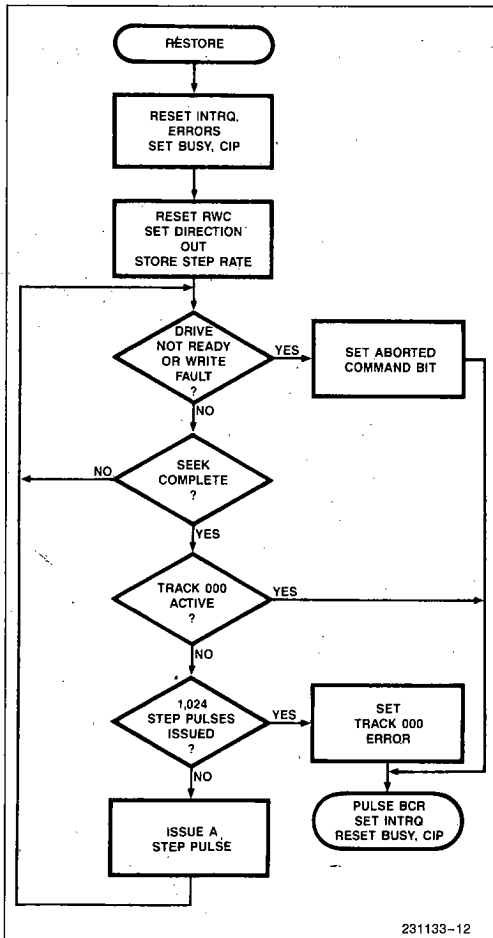 RESTORE
RESET INTRQ,
ERRORS
SET BUSY, CIP
RESET RWC
SET DIRECTION
OUT
STORE STEP RATE
DRIVE
NOT READY
OR WRITE
FAULT
?
YES
SET ABORTED
COMMAND BIT
NO
SEEK
COMPLETE
?
NO
YES
TRACK 000
ACTIVE
?
YES
NO
1,024
STEP PULSES
ISSUED
?
YES
SET
TRACK 000
ERROR
NO
ISSUE A
STEP PULSE
PULSE BCR
SET INTRQ
RESET BUSY, CIP
231133-12